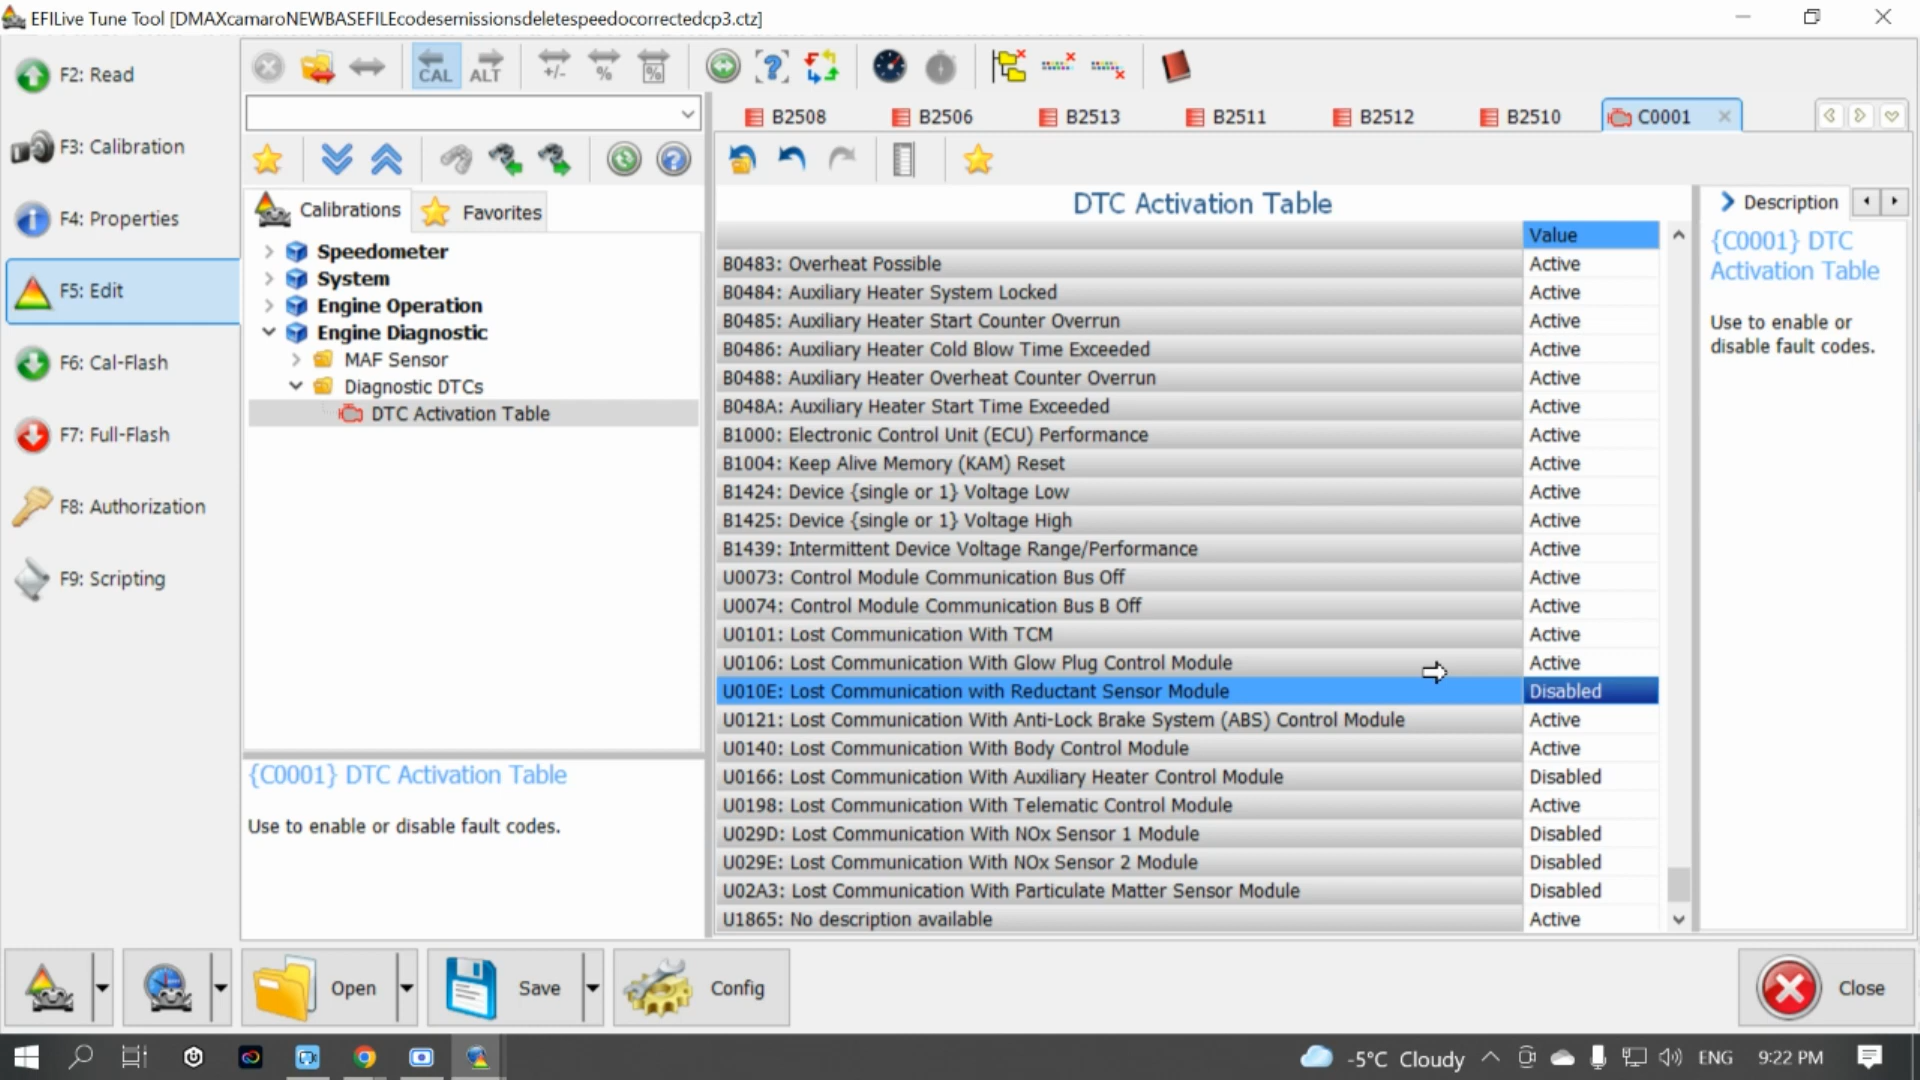 EFILive Tune Tool [DMAXcamaroNEWBASEFILEcodesemissionsdeletespeedocorrectedcp3.ctz]
F2: Read
F3: Calibration
F4: Properties
F5: Edit
F6: Cal-Flash
F7: Full-Flash
F8: Authorization
F9: Scripting
CAL
ALT
+/-
%
%
Calibrations
Favorites
Speedometer
System
Engine Operation
Engine Diagnostic
MAF Sensor
Diagnostic DTCs
DTC Activation Table
{C0001} DTC Activation Table
Use to enable or disable fault codes.
B2508
B2506
B2513
B2511
B2512
B2510
C0001
DTC Activation Table
Value
B0483: Overheat Possible Active
B0484: Auxiliary Heater System Locked Active
B0485: Auxiliary Heater Start Counter Overrun Active
B0486: Auxiliary Heater Cold Blow Time Exceeded Active
B0488: Auxiliary Heater Overheat Counter Overrun Active
B048A: Auxiliary Heater Start Time Exceeded Active
B1000: Electronic Control Unit (ECU) Performance Active
B1004: Keep Alive Memory (KAM) Reset Active
B1424: Device {single or 1} Voltage Low Active
B1425: Device {single or 1} Voltage High Active
B1439: Intermittent Device Voltage Range/Performance Active
U0073: Control Module Communication Bus Off Active
U0074: Control Module Communication Bus B Off Active
U0101: Lost Communication With TCM Active
U0106: Lost Communication With Glow Plug Control Module Active
U010E: Lost Communication with Reductant Sensor Module Disabled
U0121: Lost Communication With Anti-Lock Brake System (ABS) Control Module Active
U0140: Lost Communication With Body Control Module Active
U0166: Lost Communication With Auxiliary Heater Control Module Disabled
U0198: Lost Communication With Telematic Control Module Active
U029D: Lost Communication With NOx Sensor 1 Module Disabled
U029E: Lost Communication With NOx Sensor 2 Module Disabled
U02A3: Lost Communication With Particulate Matter Sensor Module Disabled
U1865: No description available Active
Description
{C0001} DTC
Activation Table
Use to enable or
disable fault codes.
Open
Save
Config
Close
-5°C Cloudy
ENG
9:22 PM